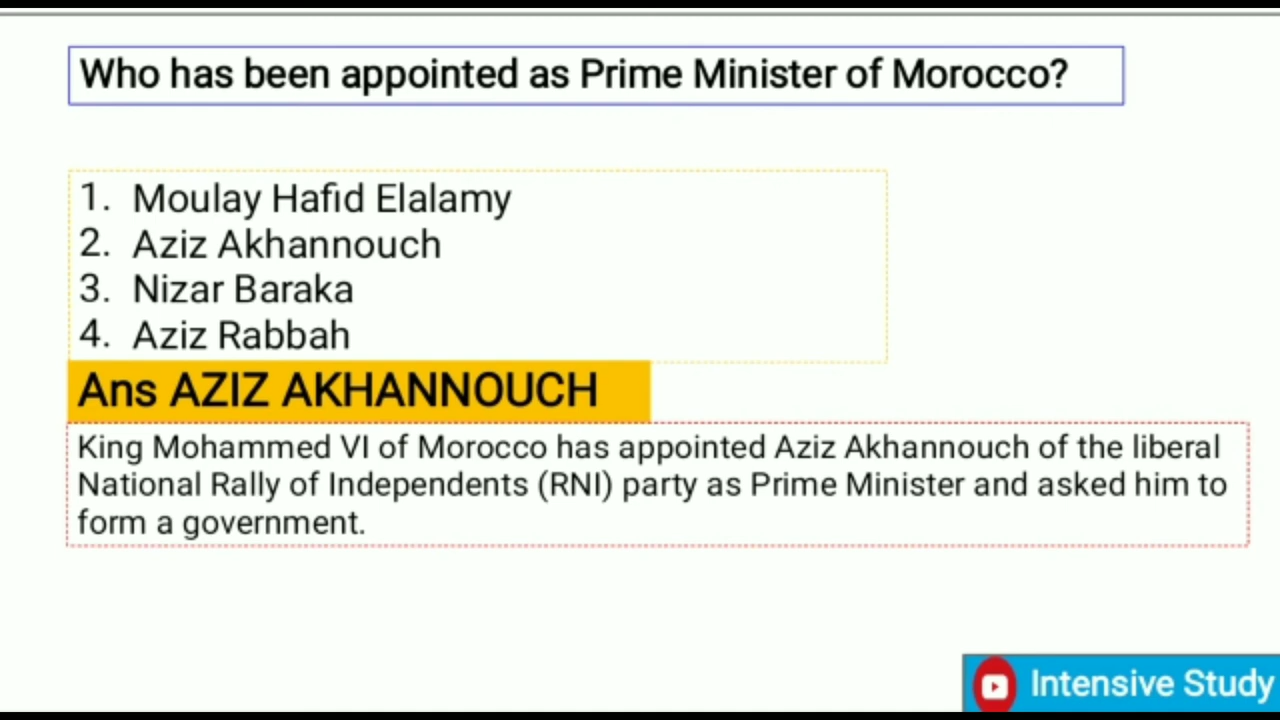 Who has been appointed as Prime Minister of Morocco?
1. Moulay Hafid Elalamy
2. Aziz Akhannouch
3. Nizar Baraka
4. Aziz Rabbah
Ans AZIZ AKHANNOUCH
King Mohammed VI of Morocco has appointed Aziz Akhannouch of the liberal
National Rally of Independents (RNI) party as Prime Minister and asked him to
form a government.
Intensive Study